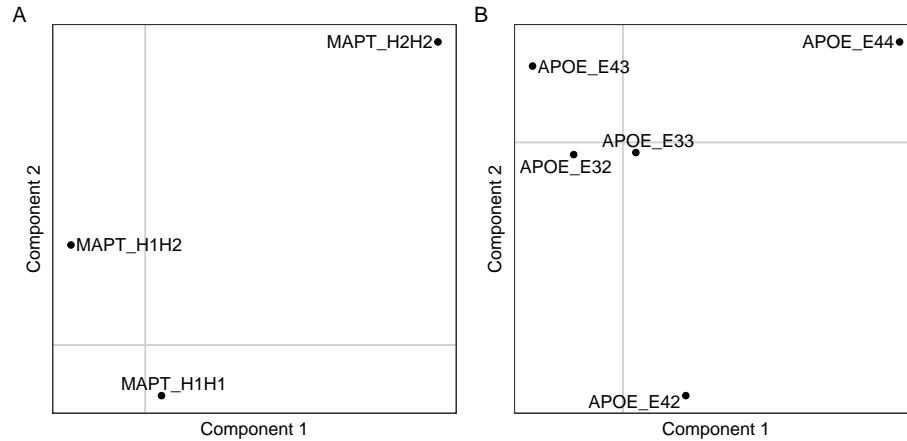 A
MAPT_H2H2
MAPT_H1H2
MAPT_H1H1
Component 2
Component 1
B
APOE_E44
APOE_E43
APOE_E33
APOE_E32
APOE_E42
Component 2
Component 1